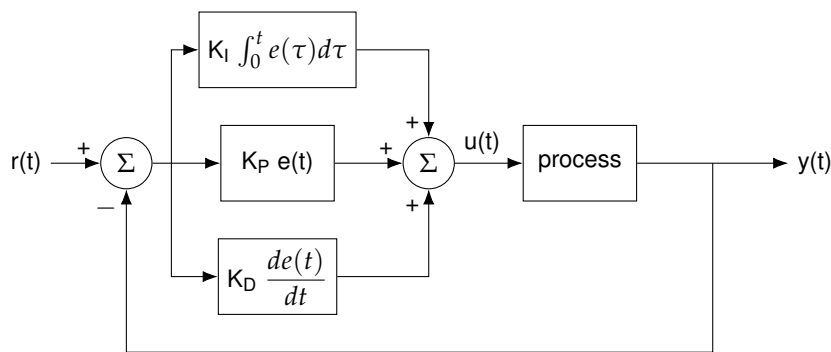 K_I ∫_0^t e(τ)dτ
+
r(t) + Σ K_P e(t) + Σ u(t) process y(t)
− +
K_D de(t)/dt